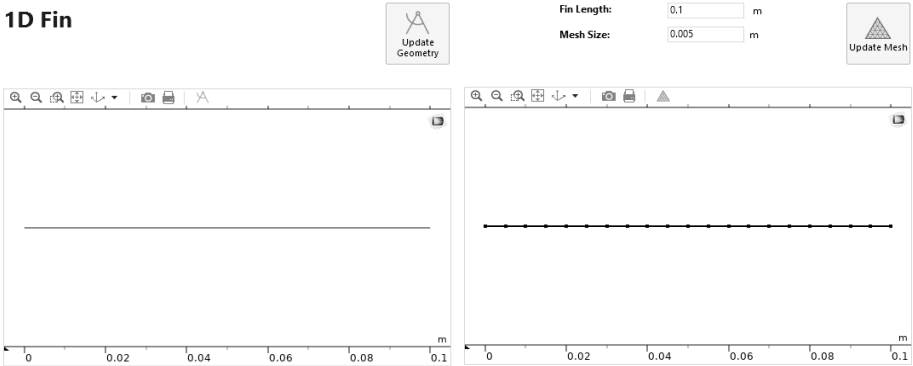 1D Fin
Update
Geometry
Fin Length:
0.1
m
Mesh Size:
0.005
m
Update Mesh
m
0 0.02 0.04 0.06 0.08 0.1
m
0 0.02 0.04 0.06 0.08 0.1